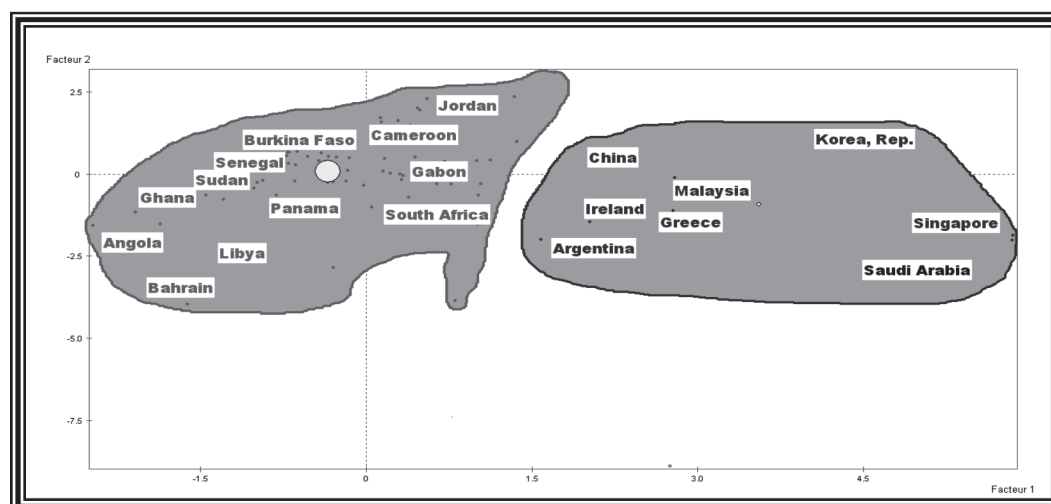 Facteur 2
2.5
Jordan
Cameroon
Korea, Rep.
Burkina Faso
China
Senegal
0
Gabon
Sudan
Malaysia
Ghana
Panama
Ireland
South Africa
Greece
Singapore
Angola
Argentina
Libya
-2.5
Saudi Arabia
Bahrain
-5.0
-7.5
-1.5 0 1.5 3.0 4.5
Facteur 1